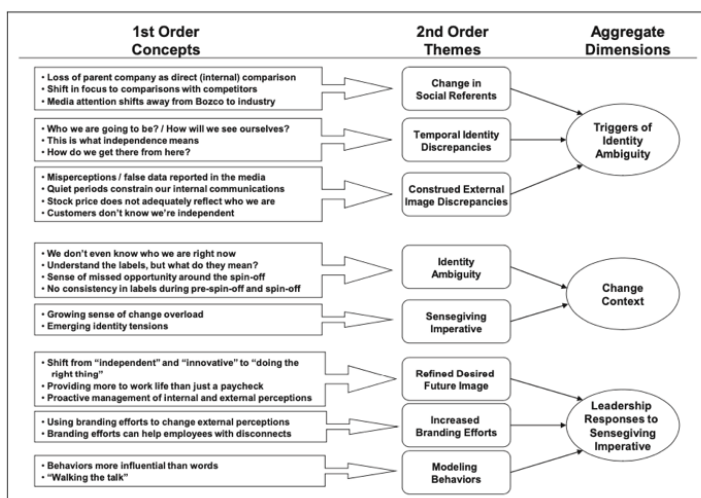 1st Order
Concepts
2nd Order
Themes
Aggregate
Dimensions
• Loss of parent company as direct (internal) comparison
• Shift in focus to comparisons with competitors
• Media attention shifts away from Bozco to industry
Change in
Social Referents
• Who we are going to be? / How will we see ourselves?
• This is what independence means
• How do we get there from here?
Temporal Identity
Discrepancies
Triggers of
Identity
Ambiguity
• Misperceptions / false data reported in the media
• Quiet periods constrain our internal communications
• Stock price does not adequately reflect who we are
• Customers don't know we're independent
Construed External
Image Discrepancies
• We don't even know who we are right now
• Understand the labels, but what do they mean?
• Sense of missed opportunity around the spin-off
• No consistency in labels during pre-spin-off and spin-off
Identity
Ambiguity
Change
Context
• Growing sense of change overload
• Emerging identity tensions
Sensegiving
Imperative
• Shift from “independent” and “innovative” to “doing the
right thing”
• Providing more to work life than just a paycheck
• Proactive management of internal and external perceptions
Refined Desired
Future Image
• Using branding efforts to change external perceptions
• Branding efforts can help employees with disconnects
Increased
Branding Efforts
Leadership
Responses to
Sensegiving
Imperative
• Behaviors more influential than words
• “Walking the talk”
Modeling
Behaviors